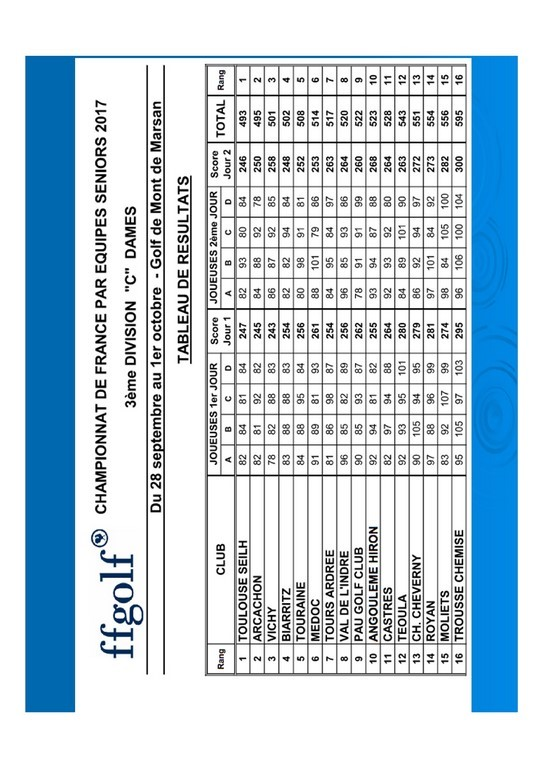 ffgolf
CHAMPIONNAT DE FRANCE PAR EQUIPES SENIORS 2017
3ème DIVISION "C" DAMES
Du 28 septembre au 1er octobre - Golf de Mont de Marsan
TABLEAU DE RESULTATS
Rang CLUB JOUEUSES 1er JOUR Score Jour 1 JOUEUSES 2ème JOUR Score Jour 2 TOTAL Rang
A B C D A B C D
1 TOULOUSE SEILH 82 84 81 84 247 82 93 80 84 246 493 1
2 ARCACHON 82 81 92 82 245 84 88 92 78 250 495 2
3 VICHY 78 82 88 83 243 86 87 92 85 258 501 3
4 BIARRITZ 83 88 88 83 254 82 82 94 84 248 502 4
5 TOURAINE 84 88 95 84 256 80 98 91 81 252 508 5
6 MEDOC 91 89 81 93 261 88 101 79 86 253 514 6
7 TOURS ARDREE 81 86 98 87 254 84 95 84 97 263 517 7
8 VAL DE L'INDRE 96 85 82 89 256 96 85 93 86 264 520 8
9 PAU GOLF CLUB 90 85 93 87 262 78 91 91 99 260 522 9
10 ANGOULEME HIRON 92 94 81 82 255 93 94 87 88 268 523 10
11 CASTRES 82 97 94 88 264 92 93 92 80 264 528 11
12 TEOULA 92 93 95 101 280 84 89 101 90 263 543 12
13 CH. CHEVERNY 90 105 94 95 279 86 92 94 97 272 551 13
14 ROYAN 97 88 96 99 281 97 101 84 92 273 554 14
15 MOLIETS 83 92 107 99 274 98 84 105 100 282 556 15
16 TROUSSE CHEMISE 95 105 97 103 295 96 106 100 104 300 595 16